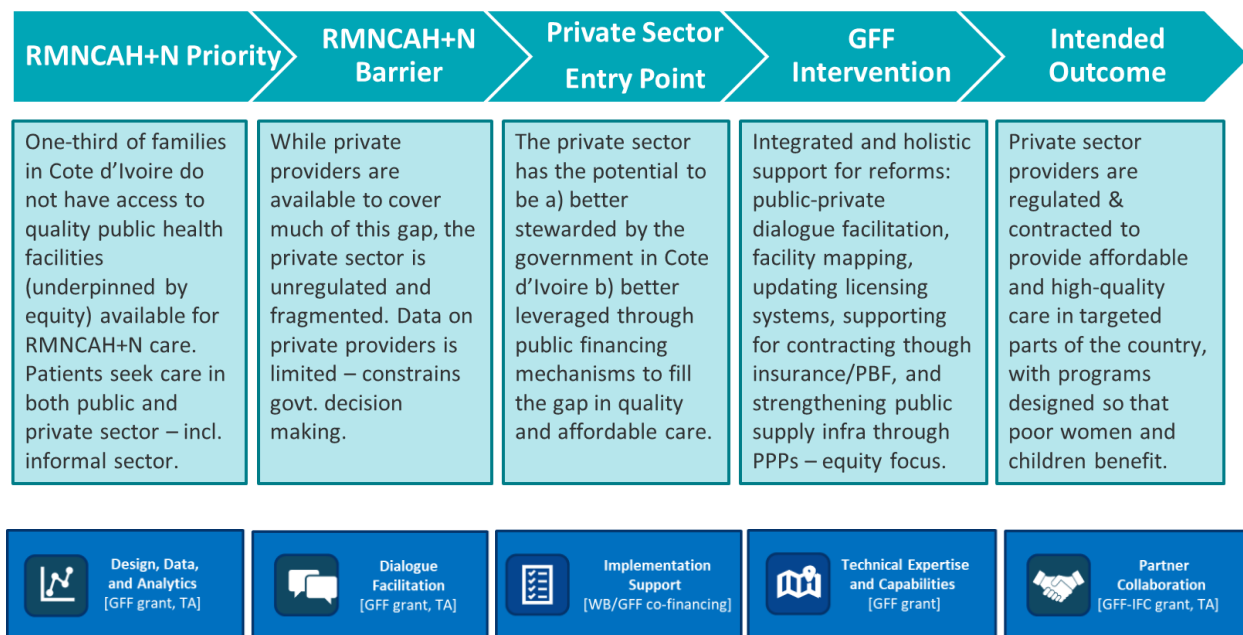 RMNCAH+N Priority
RMNCAH+N
Barrier
Private Sector
Entry Point
GFF
Intervention
Intended
Outcome
One-third of families
in Cote d’Ivoire do
not have access to
quality public health
facilities
(underpinned by
equity) available for
RMNCAH+N care.
Patients seek care in
both public and
private sector – incl.
informal sector.
While private
providers are
available to cover
much of this gap, the
private sector is
unregulated and
fragmented. Data on
private providers is
limited – constrains
govt. decision
making.
The private sector
has the potential to
be a) better
stewarded by the
government in Cote
d’Ivoire b) better
leveraged through
public financing
mechanisms to fill
the gap in quality
and affordable care.
Integrated and holistic
support for reforms:
public-private
dialogue facilitation,
facility mapping,
updating licensing
systems, supporting
for contracting though
insurance/PBF, and
strengthening public
supply infra through
PPPs – equity focus.
Private sector
providers are
regulated &
contracted to
provide affordable
and high-quality
care in targeted
parts of the country,
with programs
designed so that
poor women and
children benefit.
Design, Data,
and Analytics
[GFF grant, TA]
Dialogue
Facilitation
[GFF grant, TA]
Implementation
Support
[WB/GFF co-financing]
Technical Expertise
and Capabilities
[GFF grant]
Partner
Collaboration
[GFF-IFC grant, TA]